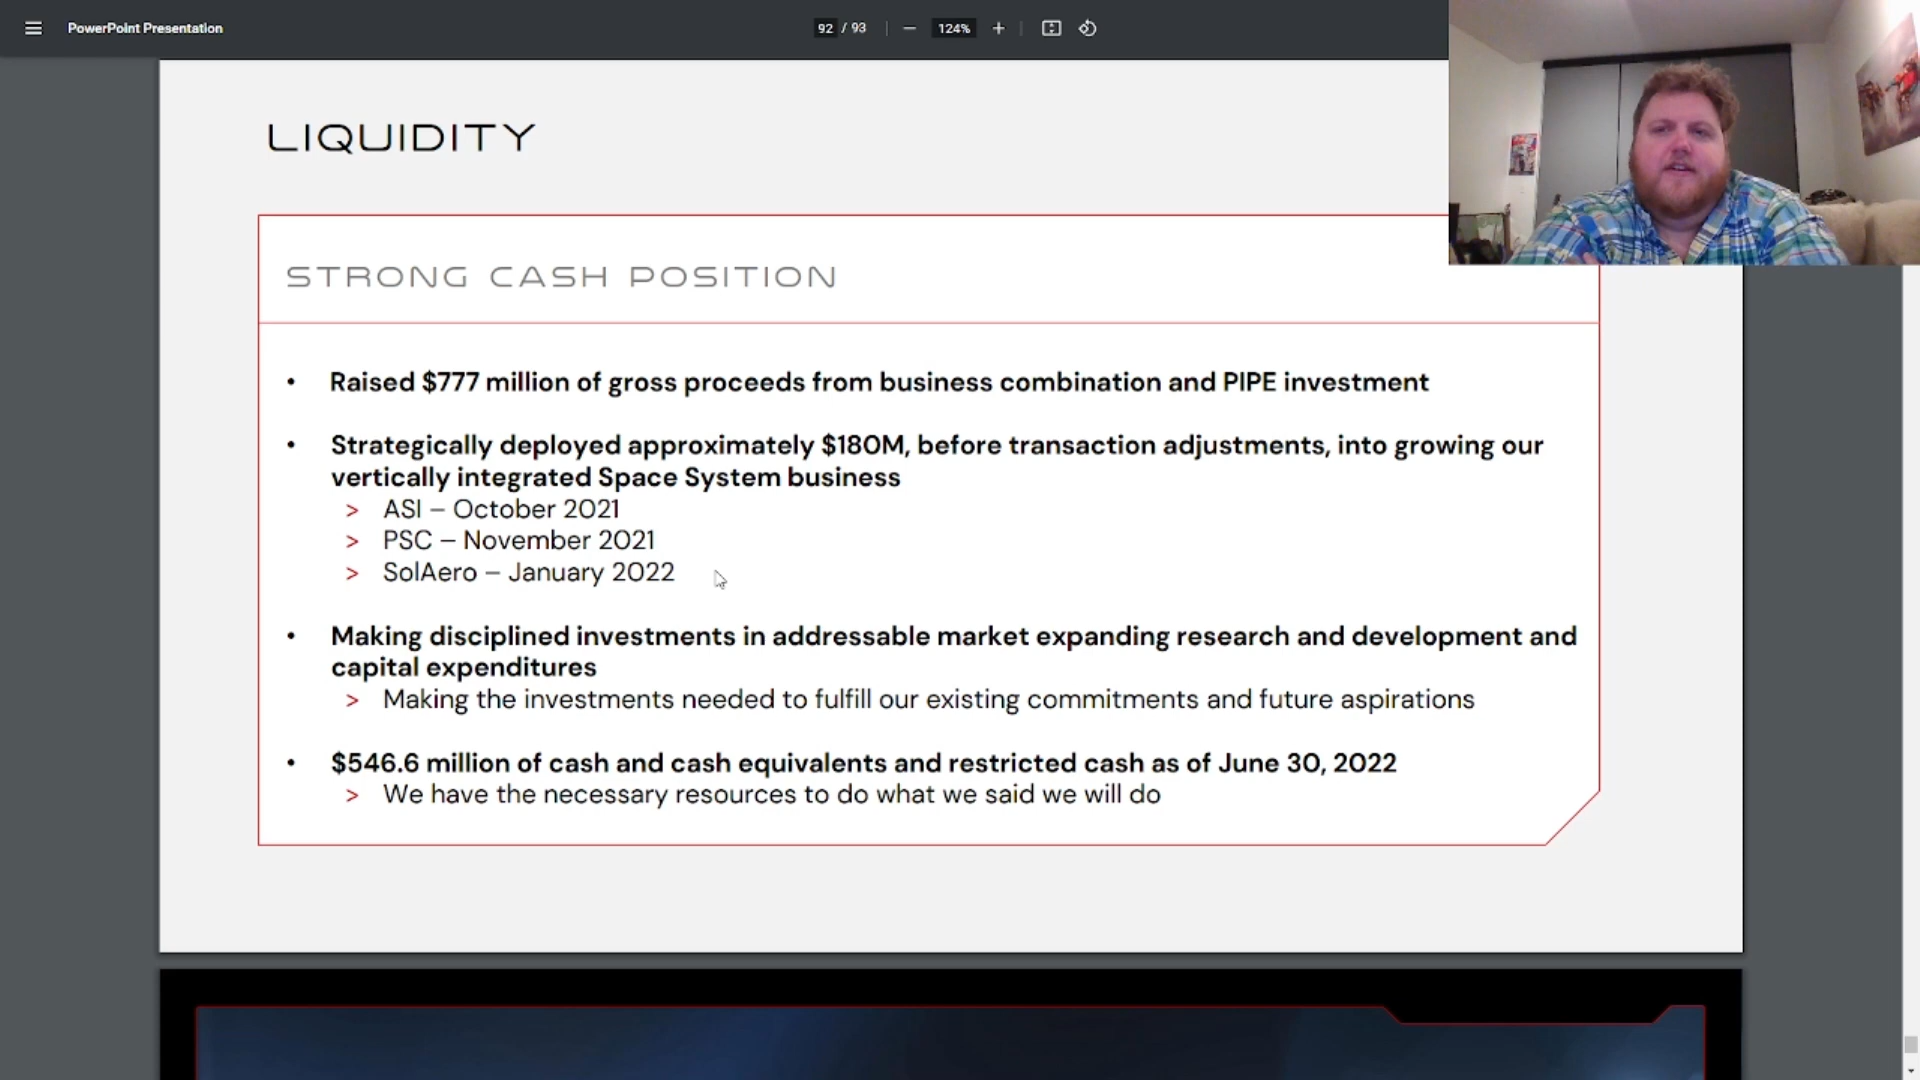 PowerPoint Presentation
92 / 93
124%
LIQUIDITY
STRONG CASH POSITION
• Raised $777 million of gross proceeds from business combination and PIPE investment
• Strategically deployed approximately $180M, before transaction adjustments, into growing our
vertically integrated Space System business
> ASI – October 2021
> PSC – November 2021
> SolAero – January 2022
• Making disciplined investments in addressable market expanding research and development and
capital expenditures
> Making the investments needed to fulfill our existing commitments and future aspirations
• $546.6 million of cash and cash equivalents and restricted cash as of June 30, 2022
> We have the necessary resources to do what we said we will do